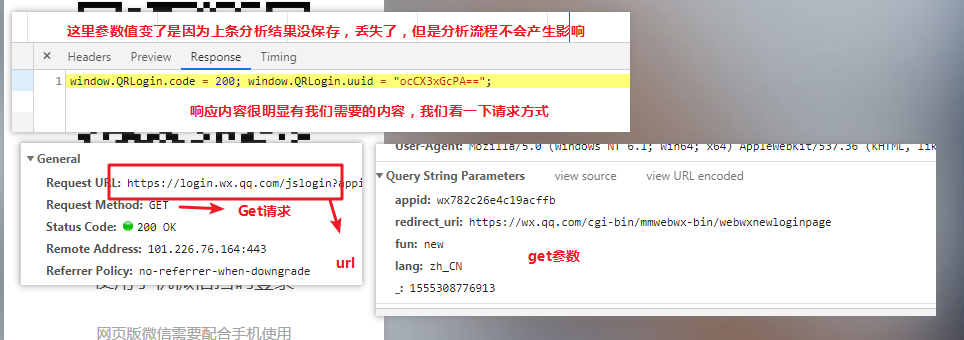 这里参数值变了是因为上条分析结果没保存，丢失了，但是分析流程不会产生影响
Headers Preview Response Timing
1 window.QRLogin.code = 200; window.QRLogin.uuid = "ocCX3xGcPA==";
响应内容很明显有我们需要的内容，我们看一下请求方式
General
Request URL: https://login.wx.qq.com/jslogin?appi
Request Method: GET
Get请求
Status Code: 200 OK
Remote Address: 101.226.76.164:443
url
Referrer Policy: no-referrer-when-downgrade
User-Agent: Mozilla/5.0 (Windows NT 6.1; Win64; x64) AppleWebKit/537.36 (KHTML, lik
Query String Parameters view source view URL encoded
appid: wx782c26e4c19acffb
redirect_uri: https://wx.qq.com/cgi-bin/mmwebwx-bin/webwxnewloginpage
fun: new
get参数
lang: zh_CN
_: 1555308776913
网页版微信需要配合手机使用